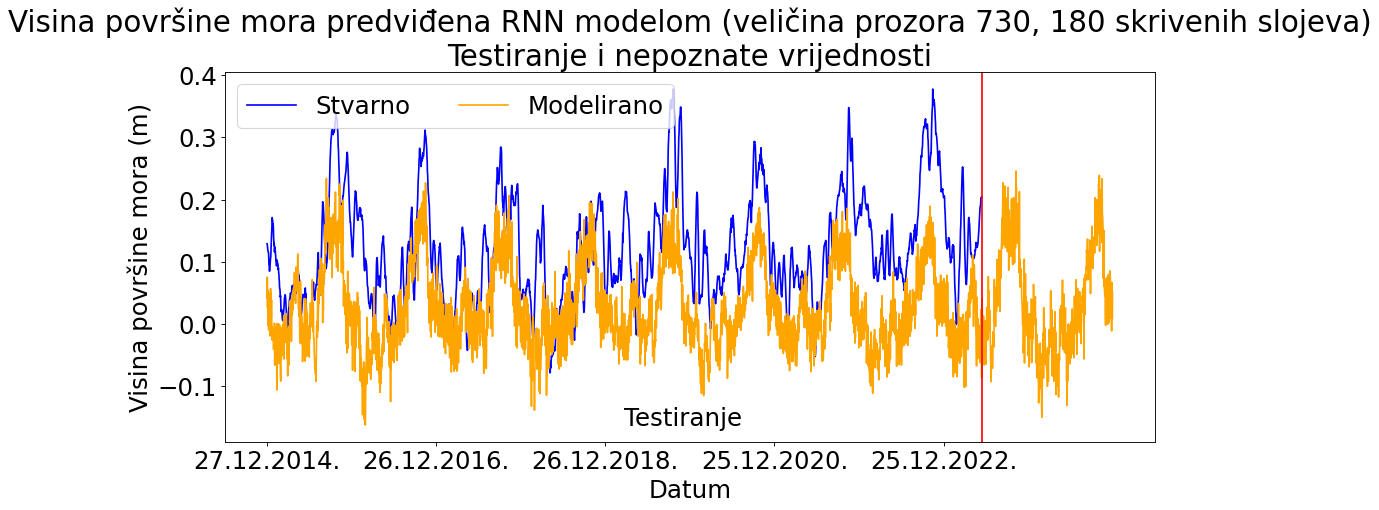 Visina površine mora predviđena RNN modelom (veličina prozora 730, 180 skrivenih slojeva)
Testiranje i nepoznate vrijednosti
Stvarno
Modelirano
Visina površine mora (m)
0.4
0.3
0.2
0.1
0.0
−0.1
Testiranje
27.12.2014.
26.12.2016.
26.12.2018.
25.12.2020.
25.12.2022.
Datum